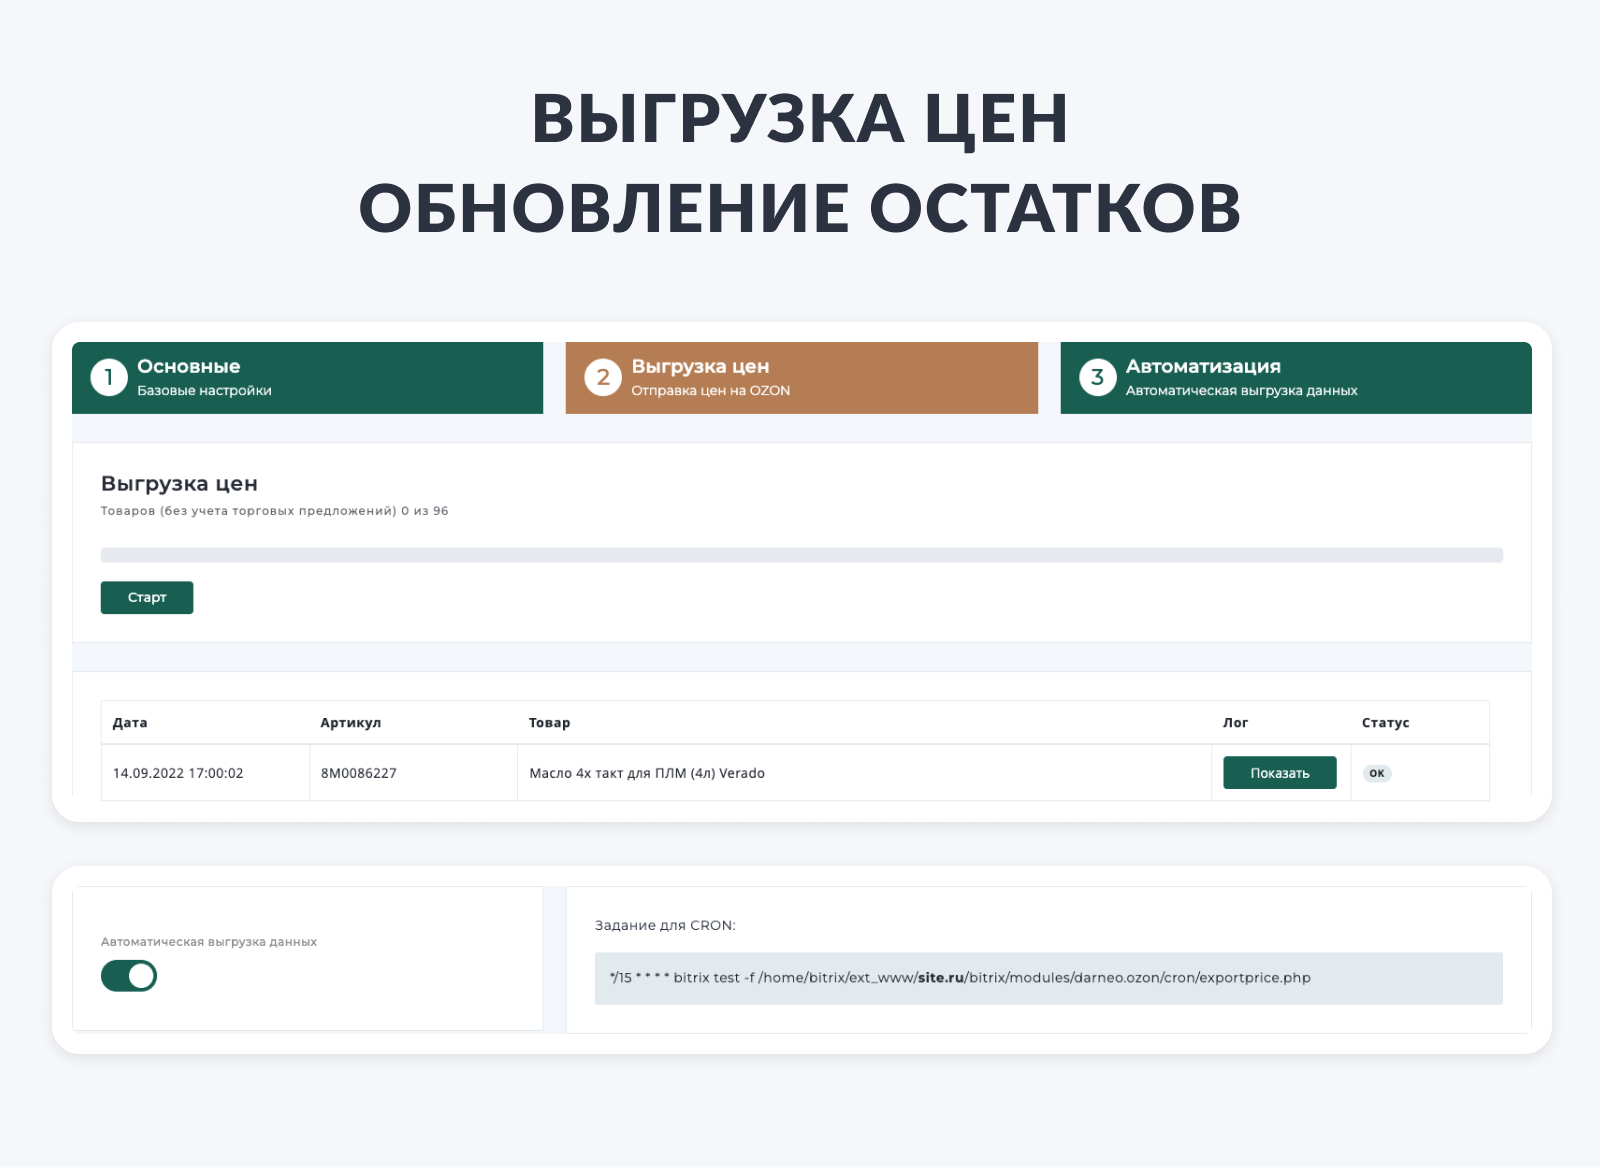 ВЫГРУЗКА ЦЕН
ОБНОВЛЕНИЕ ОСТАТКОВ
1 Основные
Базовые настройки
2 Выгрузка цен
Отправка цен на OZON
3 Автоматизация
Автоматическая выгрузка данных
Выгрузка цен
Товаров (без учета торговых предложений) 0 из 96
Старт
Дата Артикул Товар Лог Статус
14.09.2022 17:00:02 8M0086227 Масло 4х такт для ПЛМ (4л) Verado Показать ОК
Автоматическая выгрузка данных
Задание для CRON:
*/15 * * * * bitrix test -f /home/bitrix/ext_www/site.ru/bitrix/modules/darneo.ozon/cron/exportprice.php